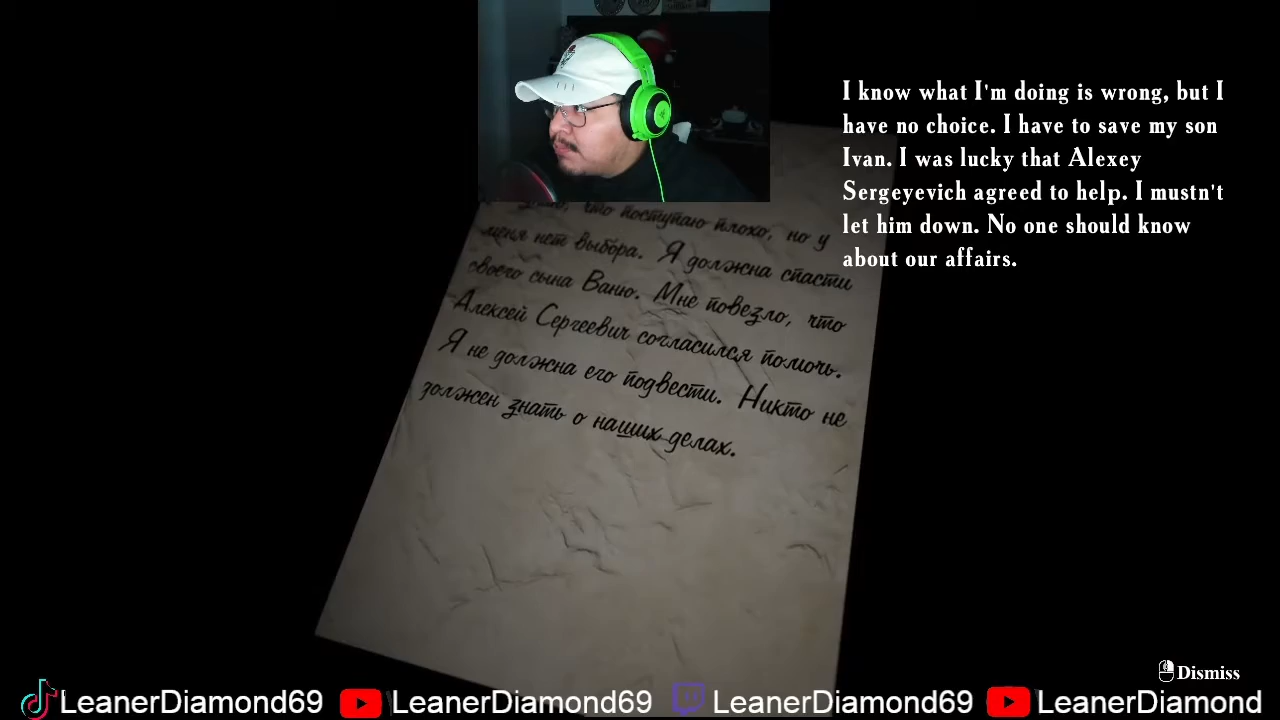 I know what I'm doing is wrong, but I
have no choice. I have to save my son
Ivan. I was lucky that Alexey
Sergeyevich agreed to help. I mustn't
let him down. No one should know
about our affairs.
что поступаю плохо, но у
меня нет выбора. Я должна спасти
своего сына Ваню. Мне повезло, что
Алексей Сергеевич согласился помочь.
Я не должна его подвести. Никто не
должен знать о наших делах.
Dismiss
LeanerDiamond69 LeanerDiamond69 LeanerDiamond69 LeanerDiamond